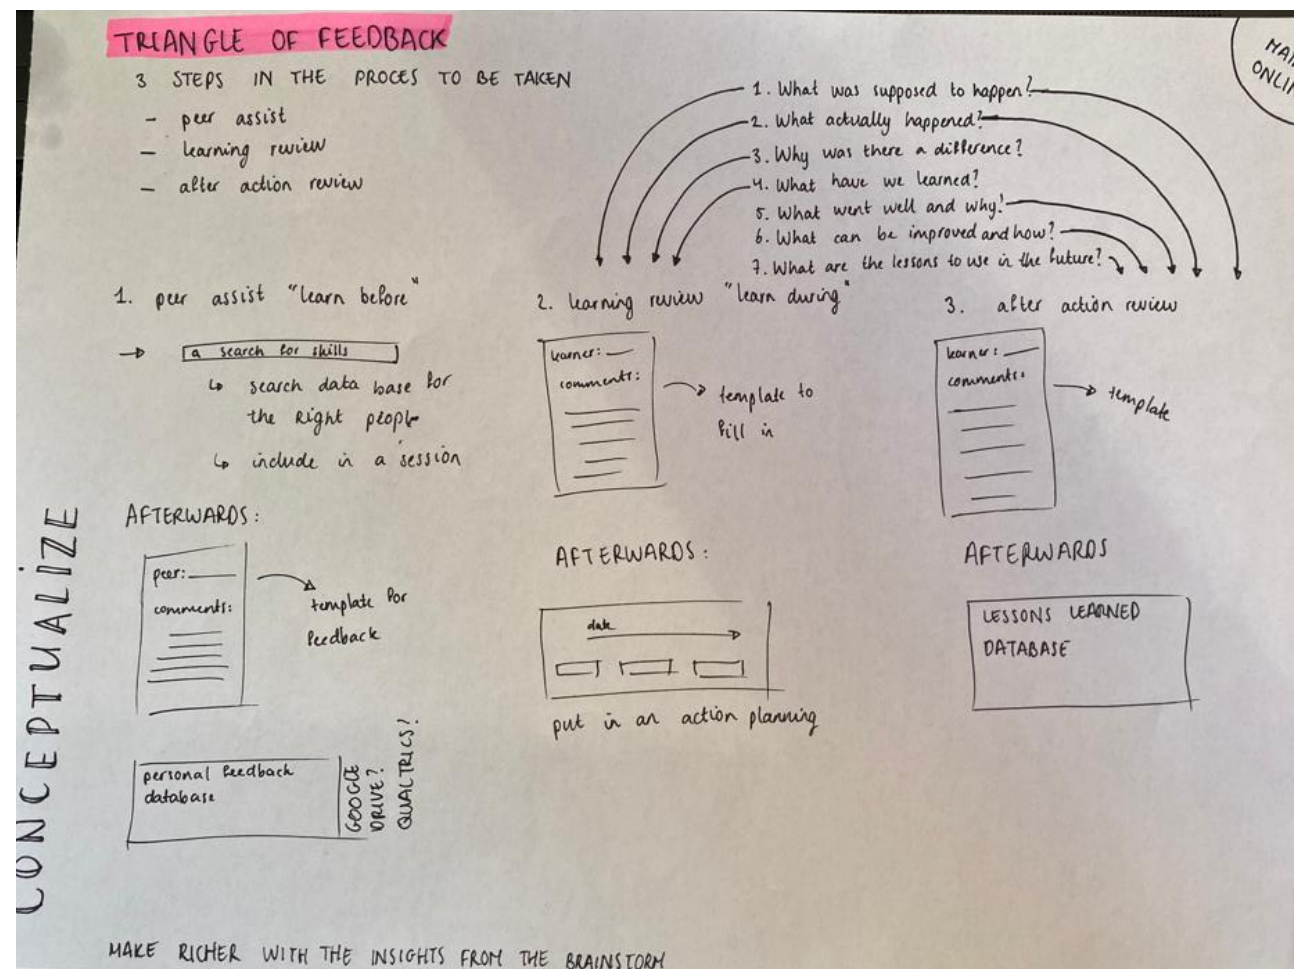 TRIANGLE OF FEEDBACK
3 STEPS IN THE PROCES TO BE TAKEN
- peer assist
- learning review
- after action review
1. What was supposed to happen?
2. What actually happened?
3. Why was there a difference?
4. What have we learned?
5. What went well and why?
6. What can be improved and how?
7. What are the lessons to use in the future?
1. peer assist "learn before"
a search for skills
search data base for
the right people
include in a session
AFTERWARDS:
peer:
comments:
template for
feedback
personal feedback
database
GOOGLE
DRIVE?
QUALTRICS?
2. learning review "learn during"
learner:
comments:
template to
fill in
AFTERWARDS:
date
put in an action planning
3. after action review
learner:
comments:
template
AFTERWARDS
LESSONS LEARNED
DATABASE
CONCEPTUALIZE
MAKE RICHER WITH THE INSIGHTS FROM THE BRAINSTORM